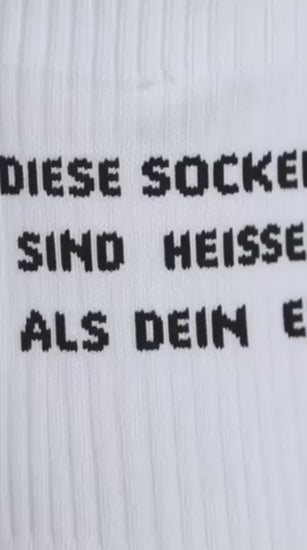 DIESE SOCKE
SIND HEISSE
ALS DEIN E